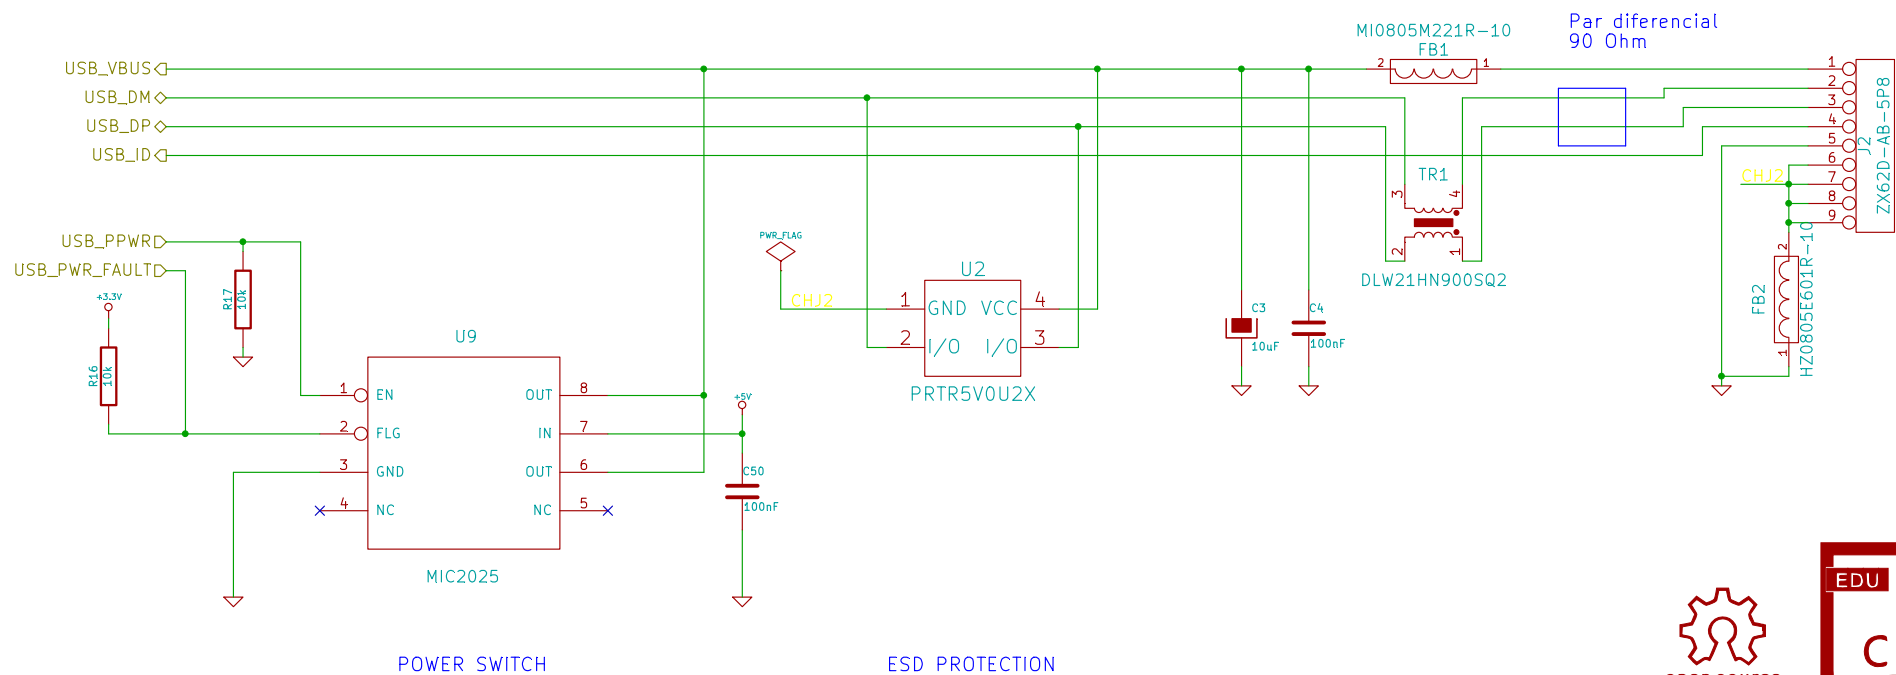 Par diferencial
90 Ohm
MI0805M221R-10
FB1
2
1
USB_VBUS
USB_DM
USB_DP
USB_ID
1
2
3
4
5
6
7
8
9
J2
ZX62D-AB-5P8
CHJ2
TR1
3
4
2
1
DLW21HN900SQ2
USB_PPWR
USB_PWR_FAULT
+3.3V
R17
10k
R16
10k
PWR_FLAG
CHJ2
U2
1
GND
VCC
4
2
I/O
I/O
3
PRTR5V0U2X
C3
10uF
C4
100nF
2
FB2
HZ0805E601R-10
1
U9
1
EN
OUT
8
2
FLG
IN
7
3
GND
OUT
6
4
NC
NC
5
MIC2025
+5V
C50
100nF
EDU
C
POWER SWITCH
ESD PROTECTION